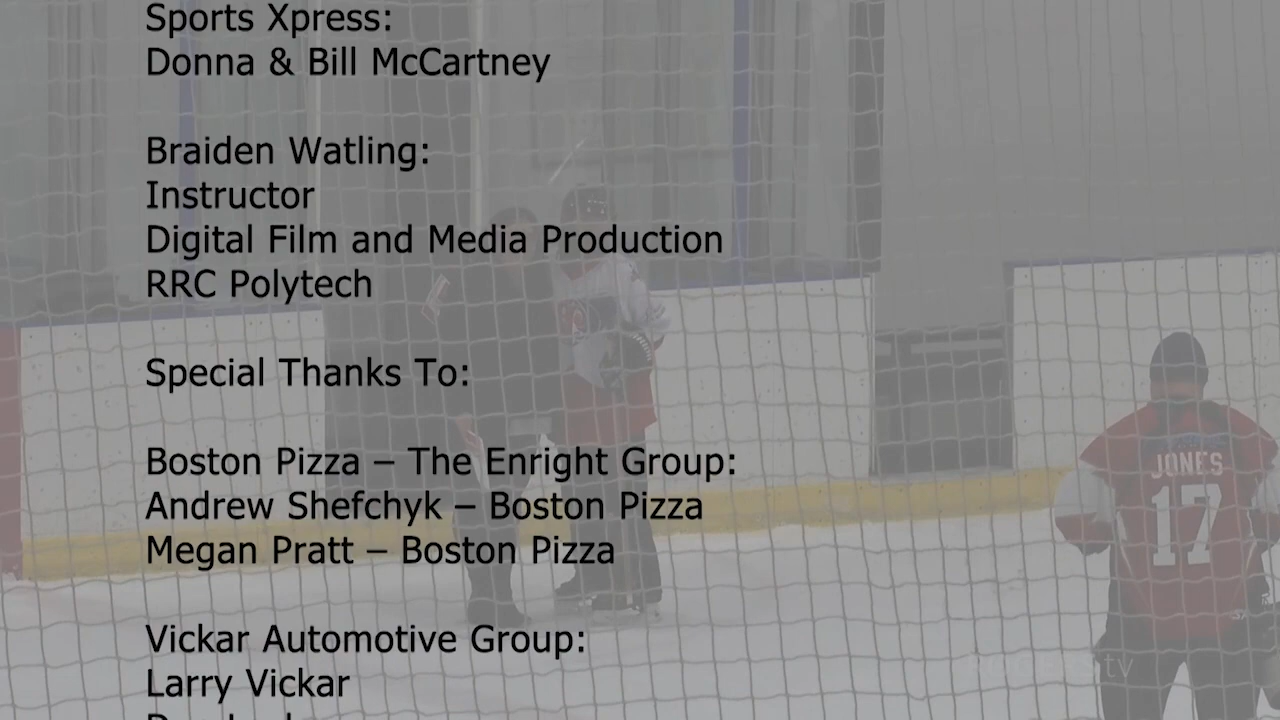 Sports Xpress:
Donna & Bill McCartney
Braiden Watling:
Instructor
Digital Film and Media Production
RRC Polytech
Special Thanks To:
Boston Pizza – The Enright Group:
Andrew Shefchyk – Boston Pizza
Megan Pratt – Boston Pizza
JONES
17
Vickar Automotive Group:
Larry Vickar
tv